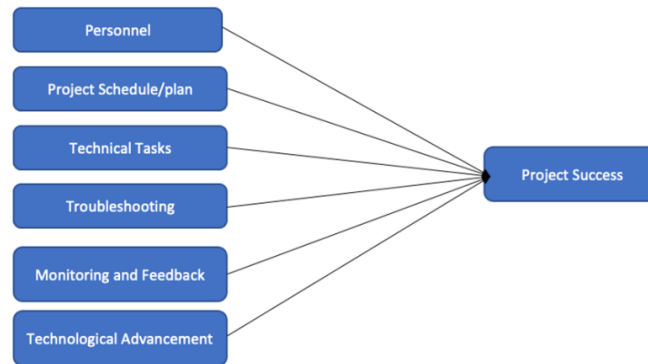 Personnel
Project Schedule/plan
Technical Tasks
Troubleshooting
Monitoring and Feedback
Technological Advancement
Project Success